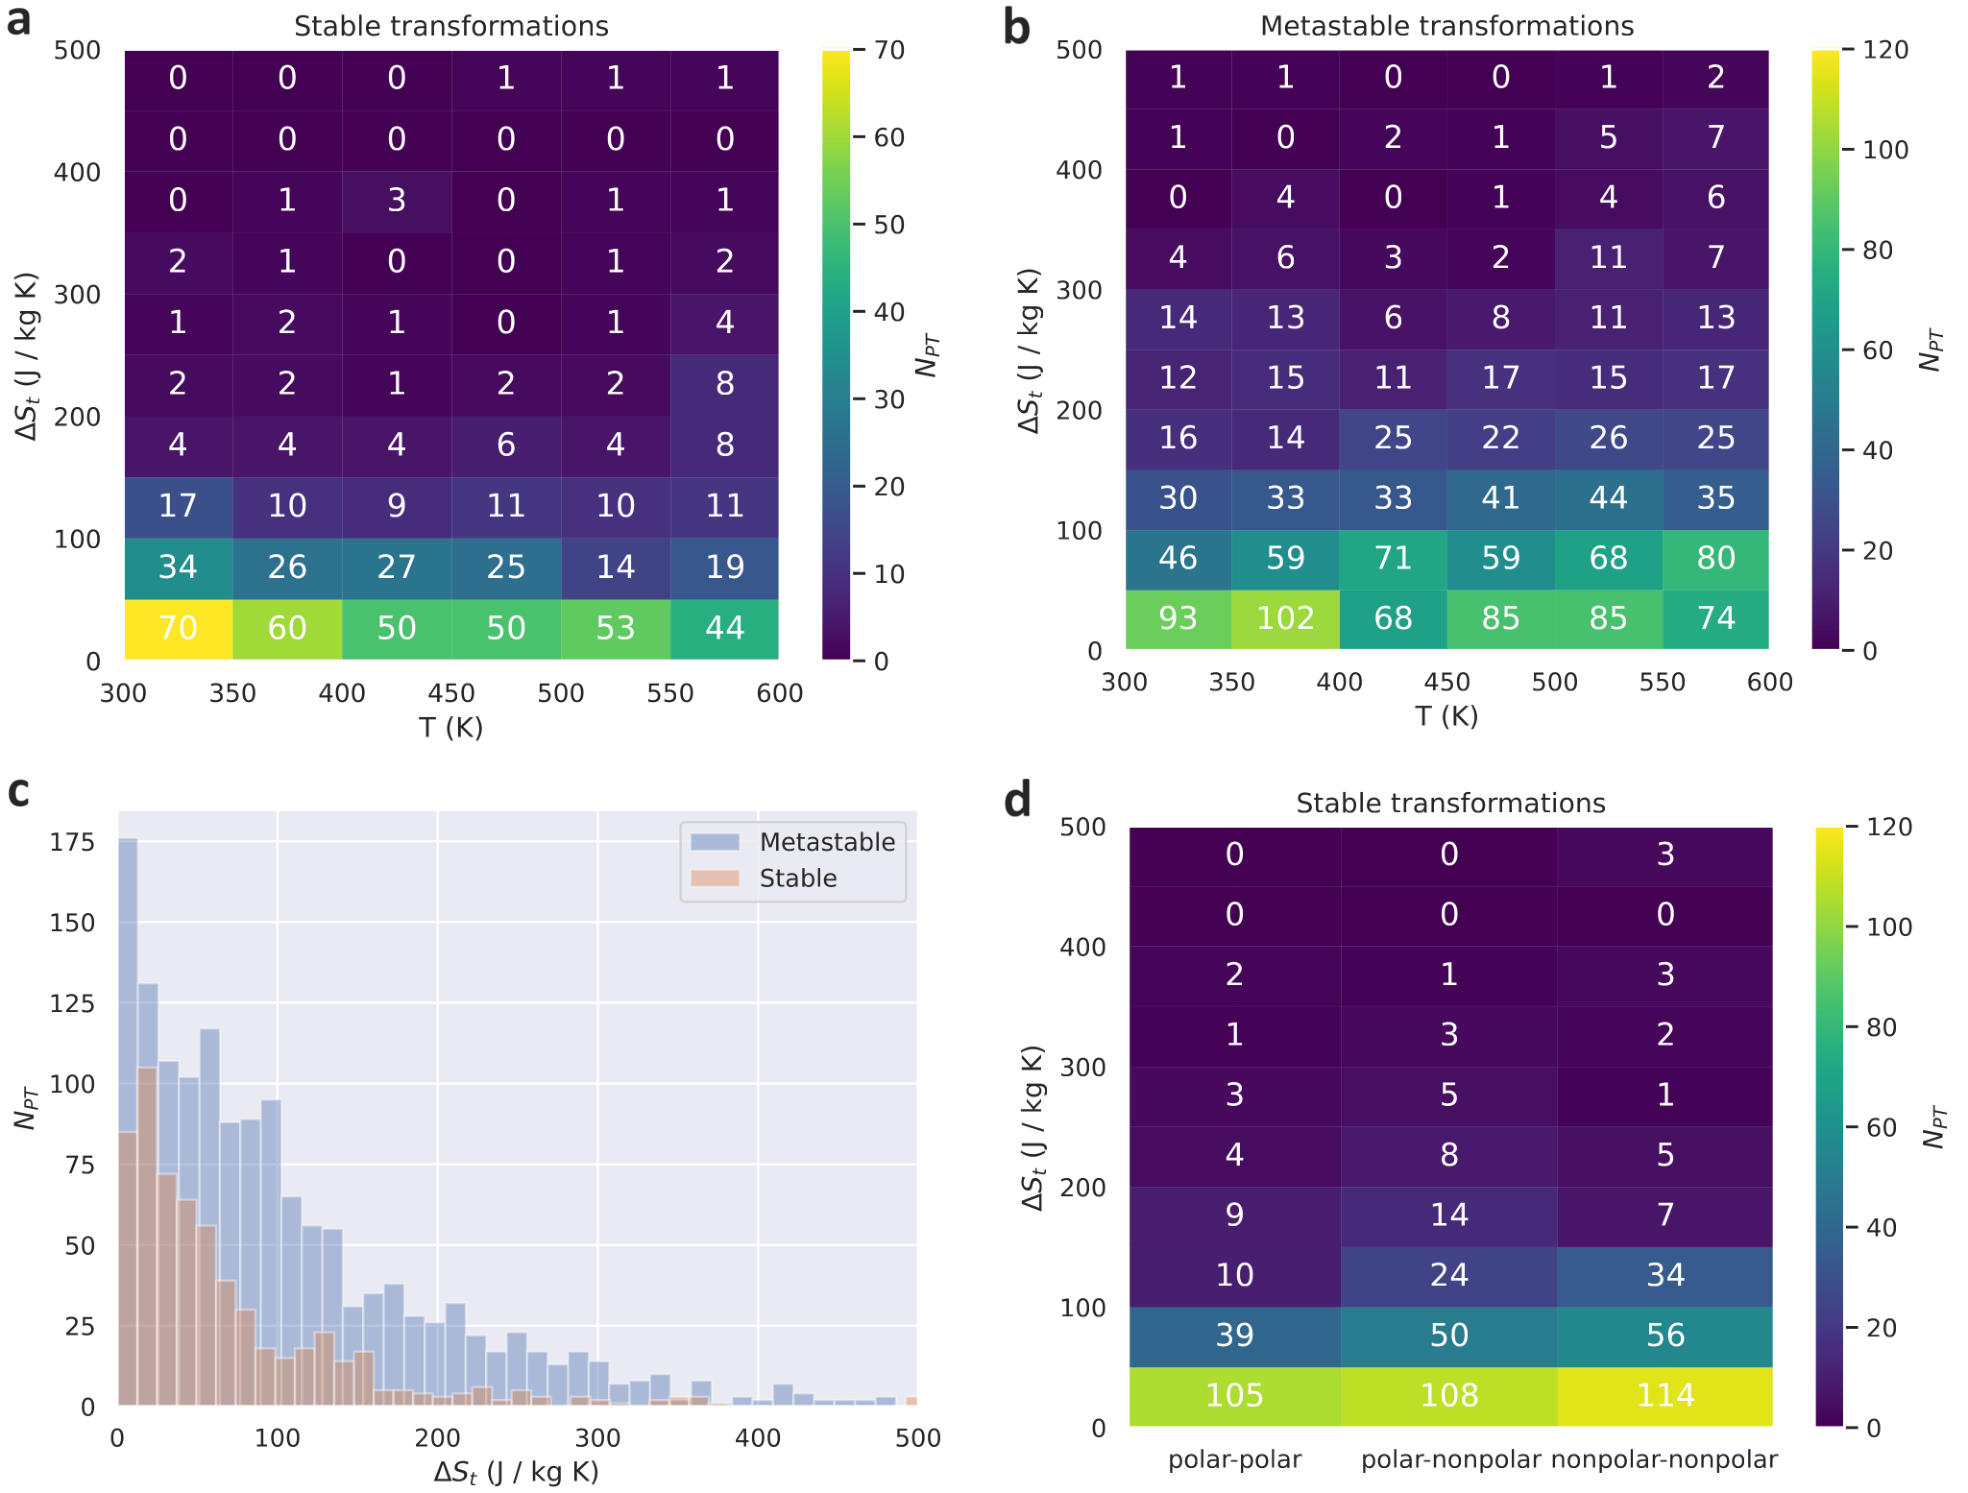 a
Stable transformations
500 0 0 0 1 1 1 70
0 0 0 0 0 0 60
400
0 1 3 0 1 1 50
2 1 0 0 1 2
300
1 2 1 0 1 4 40
2 2 1 2 2 8 30
200
4 4 4 6 4 8
17 10 9 11 10 11 20
100
34 26 27 25 14 19 10
70 60 50 50 53 44
0 0
300 350 400 450 500 550 600
T (K)
ΔSt (J / kg K)
NPT
b
Metastable transformations
500 1 1 0 0 1 2 120
1 0 2 1 5 7 100
400
0 4 0 1 4 6
4 6 3 2 11 7 80
300
14 13 6 8 11 13
12 15 11 17 15 17 60
200
16 14 25 22 26 25 40
30 33 33 41 44 35
100
46 59 71 59 68 80 20
93 102 68 85 85 74
0 0
300 350 400 450 500 550 600
T (K)
ΔSt (J / kg K)
NPT
c
Metastable
Stable
175
150
125
100
75
50
25
0
0 100 200 300 400 500
ΔSt (J / kg K)
NPT
d
Stable transformations
500 0 0 3 120
0 0 0 100
400
2 1 3
1 3 2 80
300
3 5 1
4 8 5 60
200
9 14 7 40
10 24 34
100
39 50 56 20
105 108 114
0 0
polar-polar polar-nonpolar nonpolar-nonpolar
ΔSt (J / kg K)
NPT